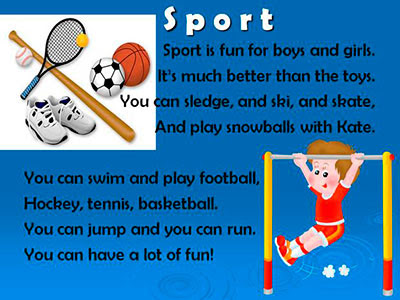 Sport
Sport is fun for boys and girls.
It's much better than the toys.
You can sledge, and ski, and skate,
And play snowballs with Kate.
You can swim and play football,
Hockey, tennis, basketball.
You can jump and you can run.
You can have a lot of fun!